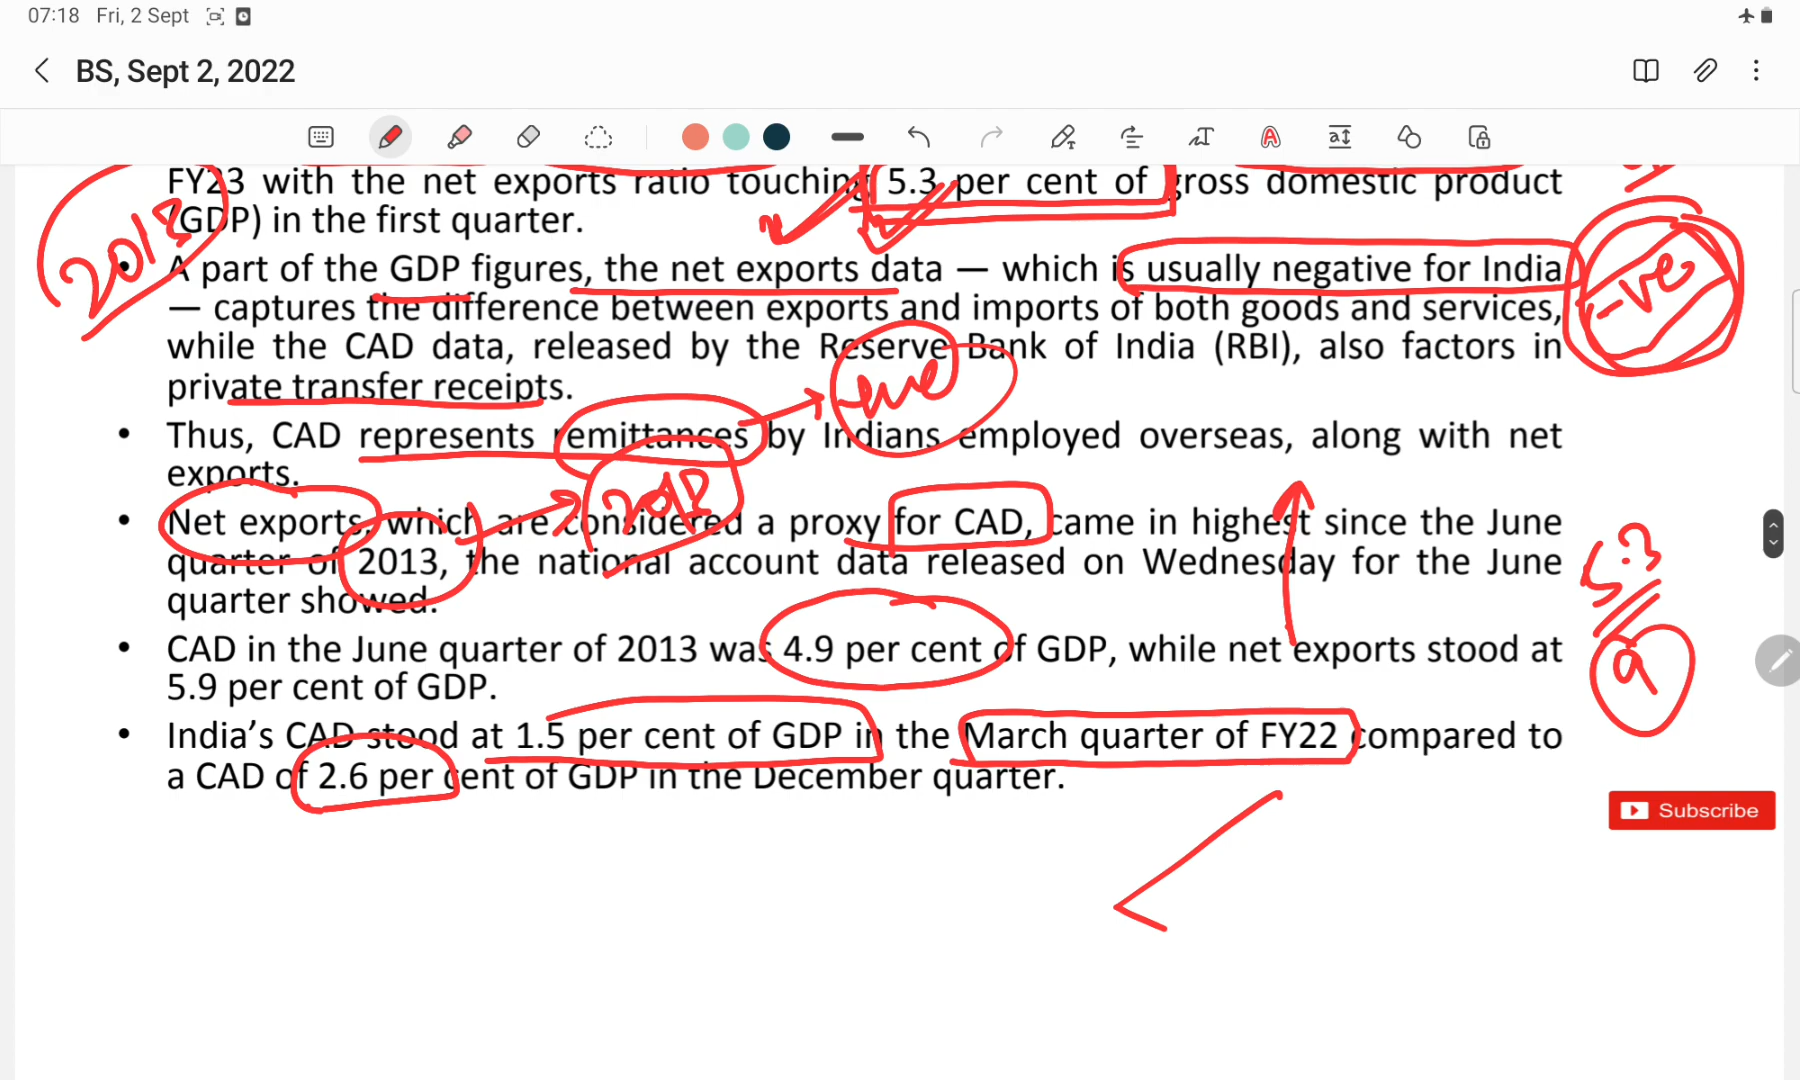 07:18 Fri, 2 Sept
BS, Sept 2, 2022
FY23 with the net exports ratio touching 5.3 per cent of gross domestic product
(GDP) in the first quarter.
2013
• A part of the GDP figures, the net exports data — which is usually negative for India
-ve
— captures the difference between exports and imports of both goods and services,
while the CAD data, released by the Reserve Bank of India (RBI), also factors in
private transfer receipts.
• Thus, CAD represents remittances by Indians employed overseas, along with net
exports.
• Net exports, which are considered a proxy for CAD, came in highest since the June
quarter of 2013, the national account data released on Wednesday for the June
quarter showed.
5.3
• CAD in the June quarter of 2013 was 4.9 per cent of GDP, while net exports stood at
5.9 per cent of GDP.
• India’s CAD stood at 1.5 per cent of GDP in the March quarter of FY22 compared to
a CAD of 2.6 per cent of GDP in the December quarter.
Subscribe